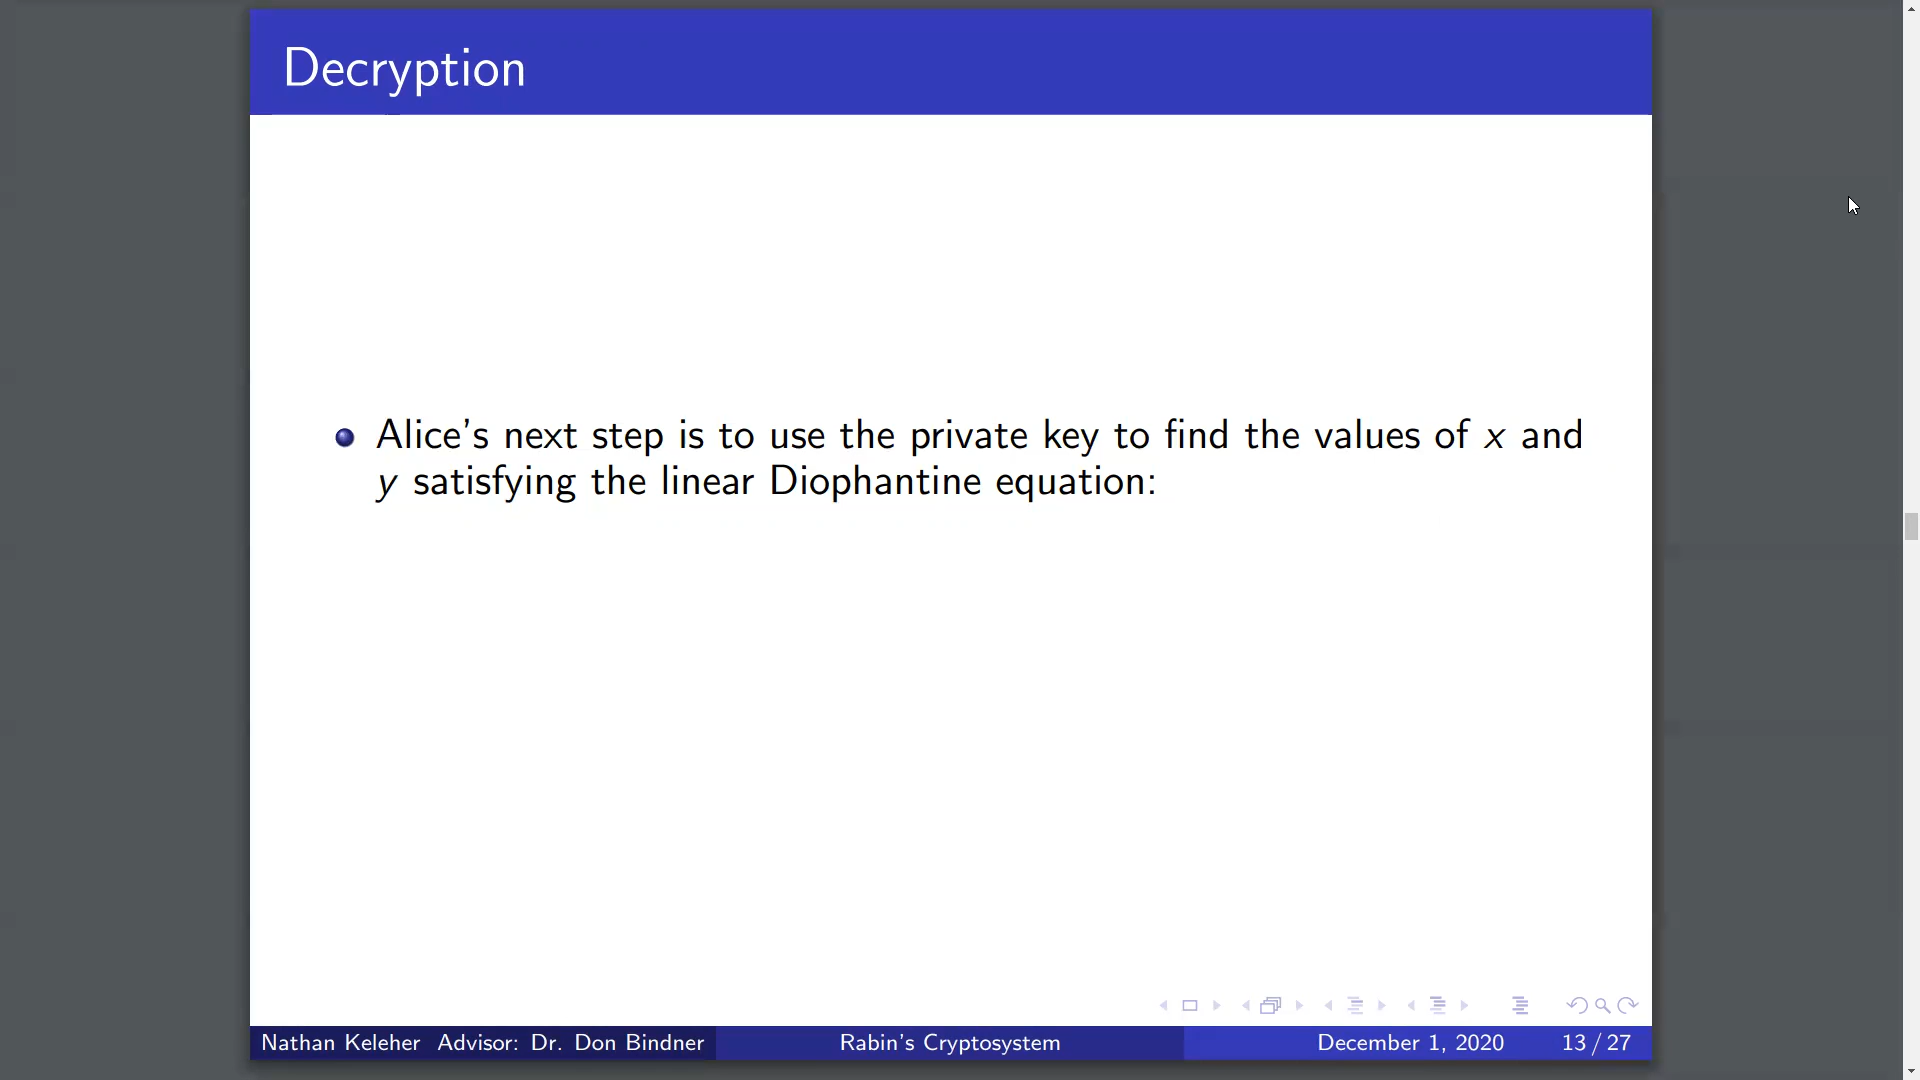 Decryption
Alice's next step is to use the private key to find the values of x and
y satisfying the linear Diophantine equation:
Nathan Keleher Advisor: Dr. Don Bindner
Rabin's Cryptosystem
December 1, 2020
13 / 27